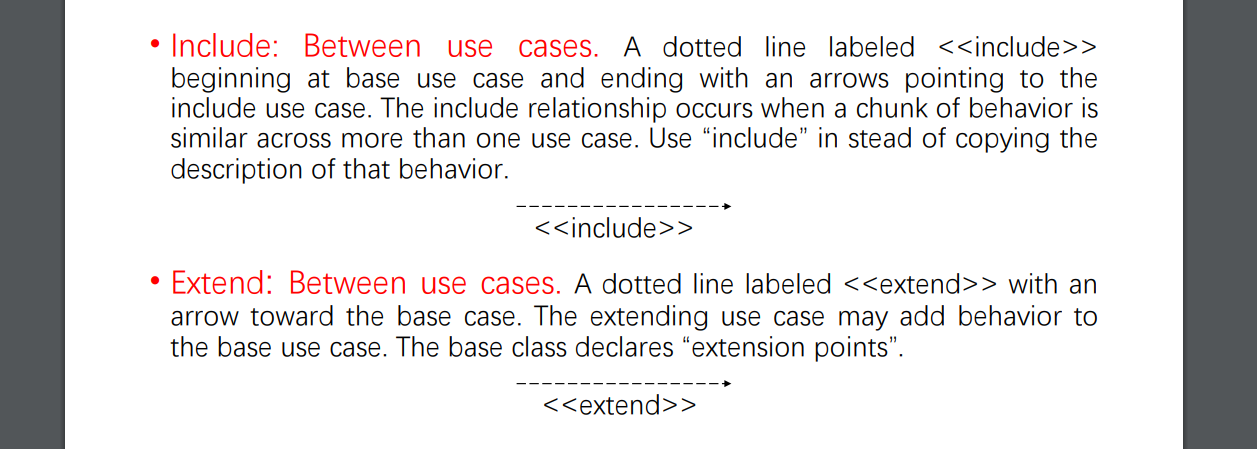 • Include: Between use cases. A dotted line labeled <<include>>
beginning at base use case and ending with an arrows pointing to the
include use case. The include relationship occurs when a chunk of behavior is
similar across more than one use case. Use “include” in stead of copying the
description of that behavior.
<<include>>
• Extend: Between use cases. A dotted line labeled <<extend>> with an
arrow toward the base case. The extending use case may add behavior to
the base use case. The base class declares “extension points”.
<<extend>>